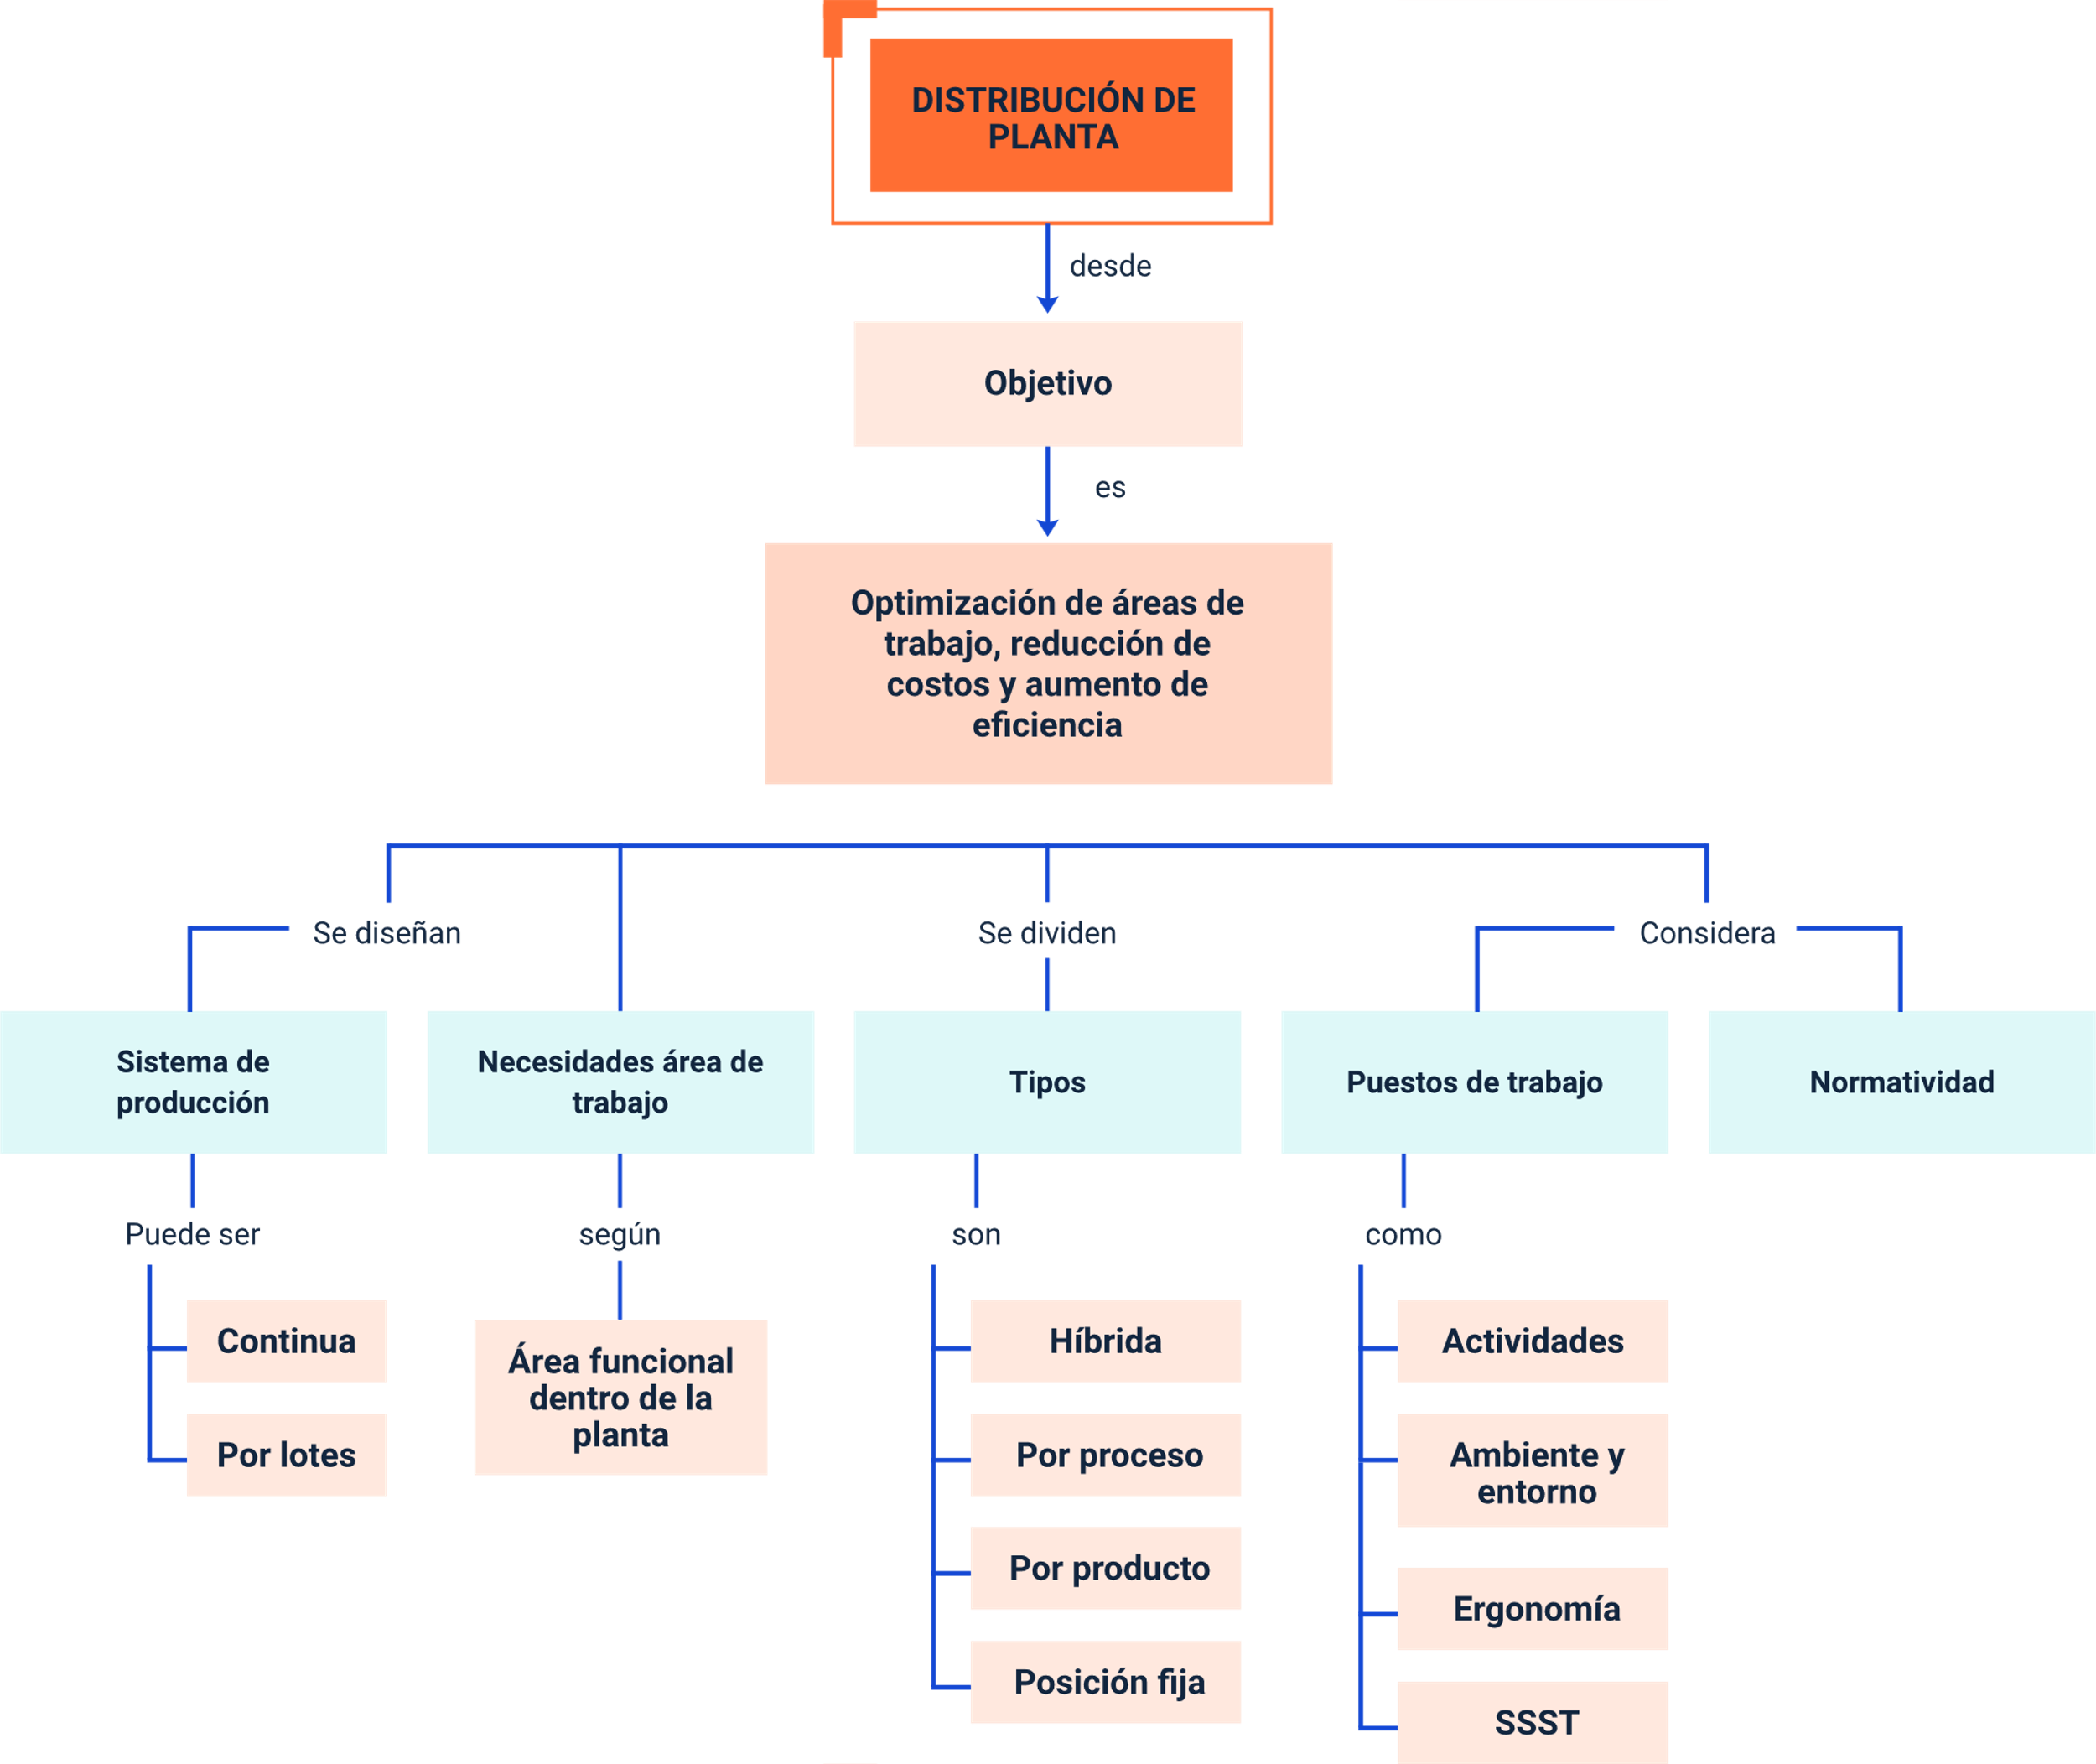 DISTRIBUCIÓN DE
PLANTA
desde
Objetivo
es
Optimización de áreas de
trabajo, reducción de
costos y aumento de
eficiencia
Se diseñan
Se dividen
Considera
Sistema de
producción
Necesidades área de
trabajo
Tipos
Puestos de trabajo
Normatividad
Puede ser
según
son
como
Continua
Por lotes
Área funcional
dentro de la
planta
Híbrida
Por proceso
Por producto
Posición fija
Actividades
Ambiente y
entorno
Ergonomía
SSST